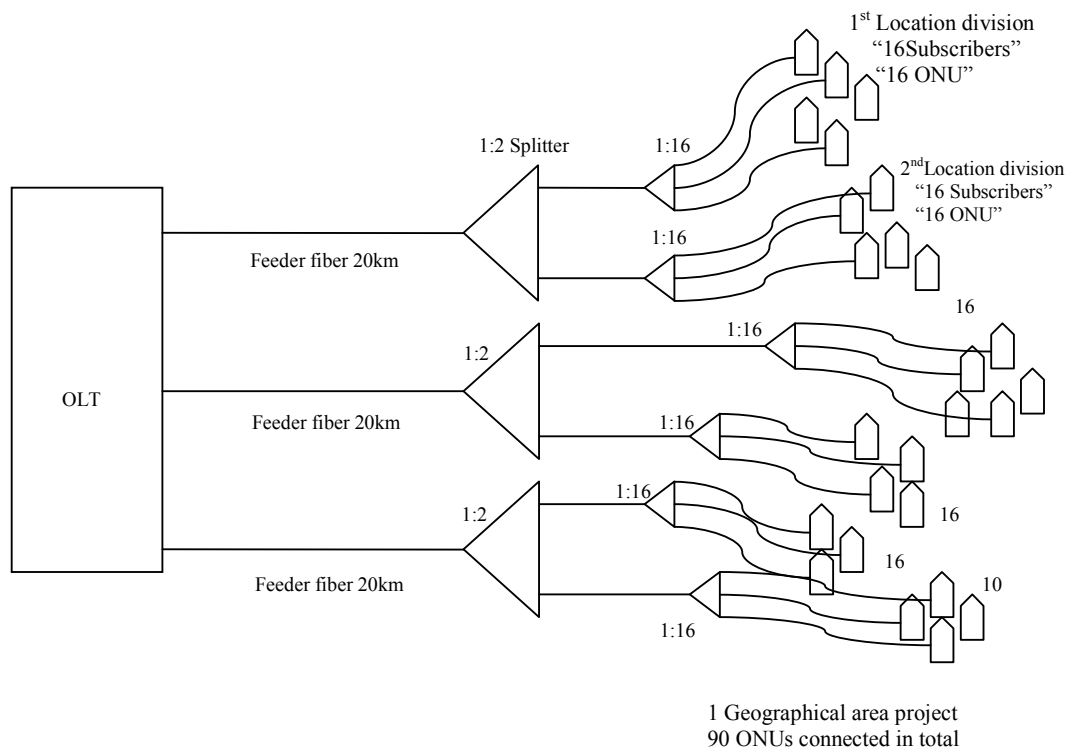 1st Location division
“16Subscribers”
“16 ONU”
1:2 Splitter
1:16
2nd Location division
“16 Subscribers”
“16 ONU”
1:16
Feeder fiber 20km
16
1:16
1:2
OLT
Feeder fiber 20km
1:16
16
1:16
1:2
16
Feeder fiber 20km
10
1:16
1 Geographical area project
90 ONUs connected in total